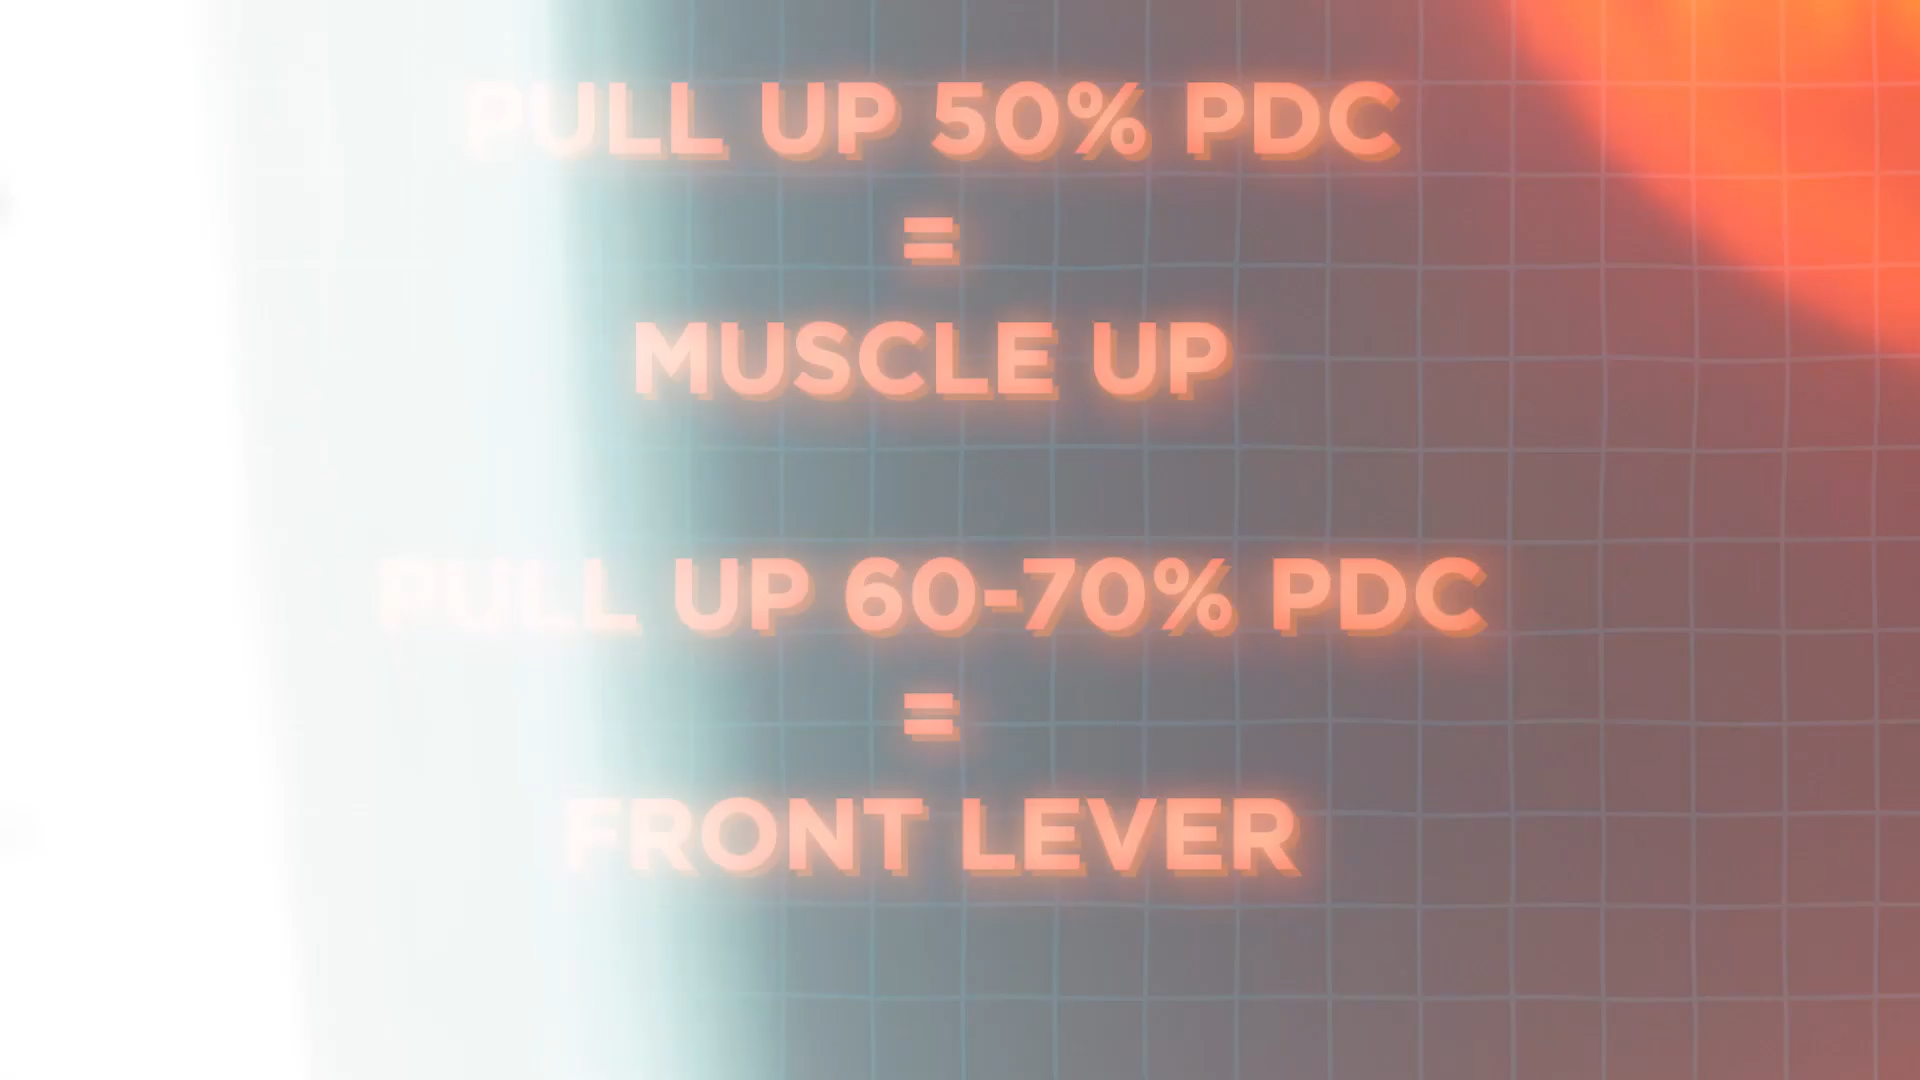 PULL UP 50% PDC
=
MUSCLE UP
PULL UP 60-70% PDC
=
FRONT LEVER